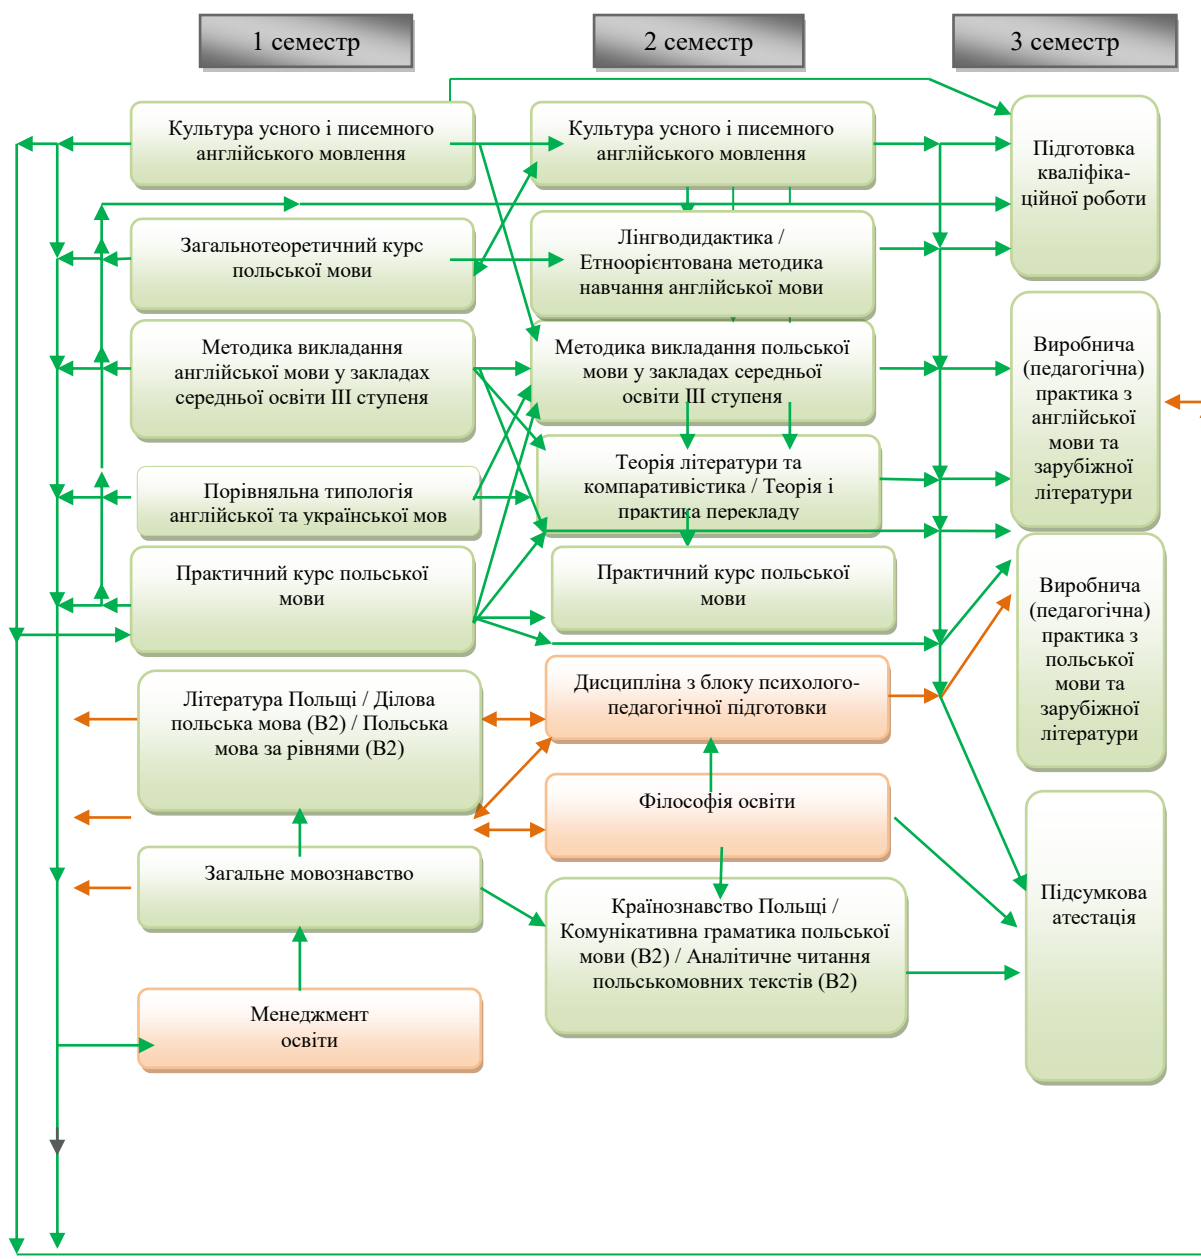 1 семестр
2 семестр
3 семестр
Культура усного і писемного
англійського мовлення
Загальнотеоретичний курс
польської мови
Методика викладання
англійської мови у закладах
середньої освіти ІІІ ступеня
Порівняльна типологія
англійської та української мов
Практичний курс польської
мови
Література Польщі / Ділова
польська мова (В2) / Польська
мова за рівнями (В2)
Загальне мовознавство
Менеджмент
освіти
Культура усного і писемного
англійського мовлення
Лінгводидактика /
Етноорієнтована методика
навчання англійської мови
Методика викладання польської
мови у закладах середньої
освіти ІІІ ступеня
Теорія літератури та
компаративістика / Теорія і
практика перекладу
Практичний курс польської
мови
Дисципліна з блоку психолого-
педагогічної підготовки
Філософія освіти
Країнознавство Польщі /
Комунікативна граматика польської
мови (В2) / Аналітичне читання
польськомовних текстів (В2)
Підготовка
кваліфіка-
ційної роботи
Виробнича
(педагогічна)
практика з
англійської
мови та
зарубіжної
літератури
Виробнича
(педагогічна)
практика з
польської
мови та
зарубіжної
літератури
Підсумкова
атестація